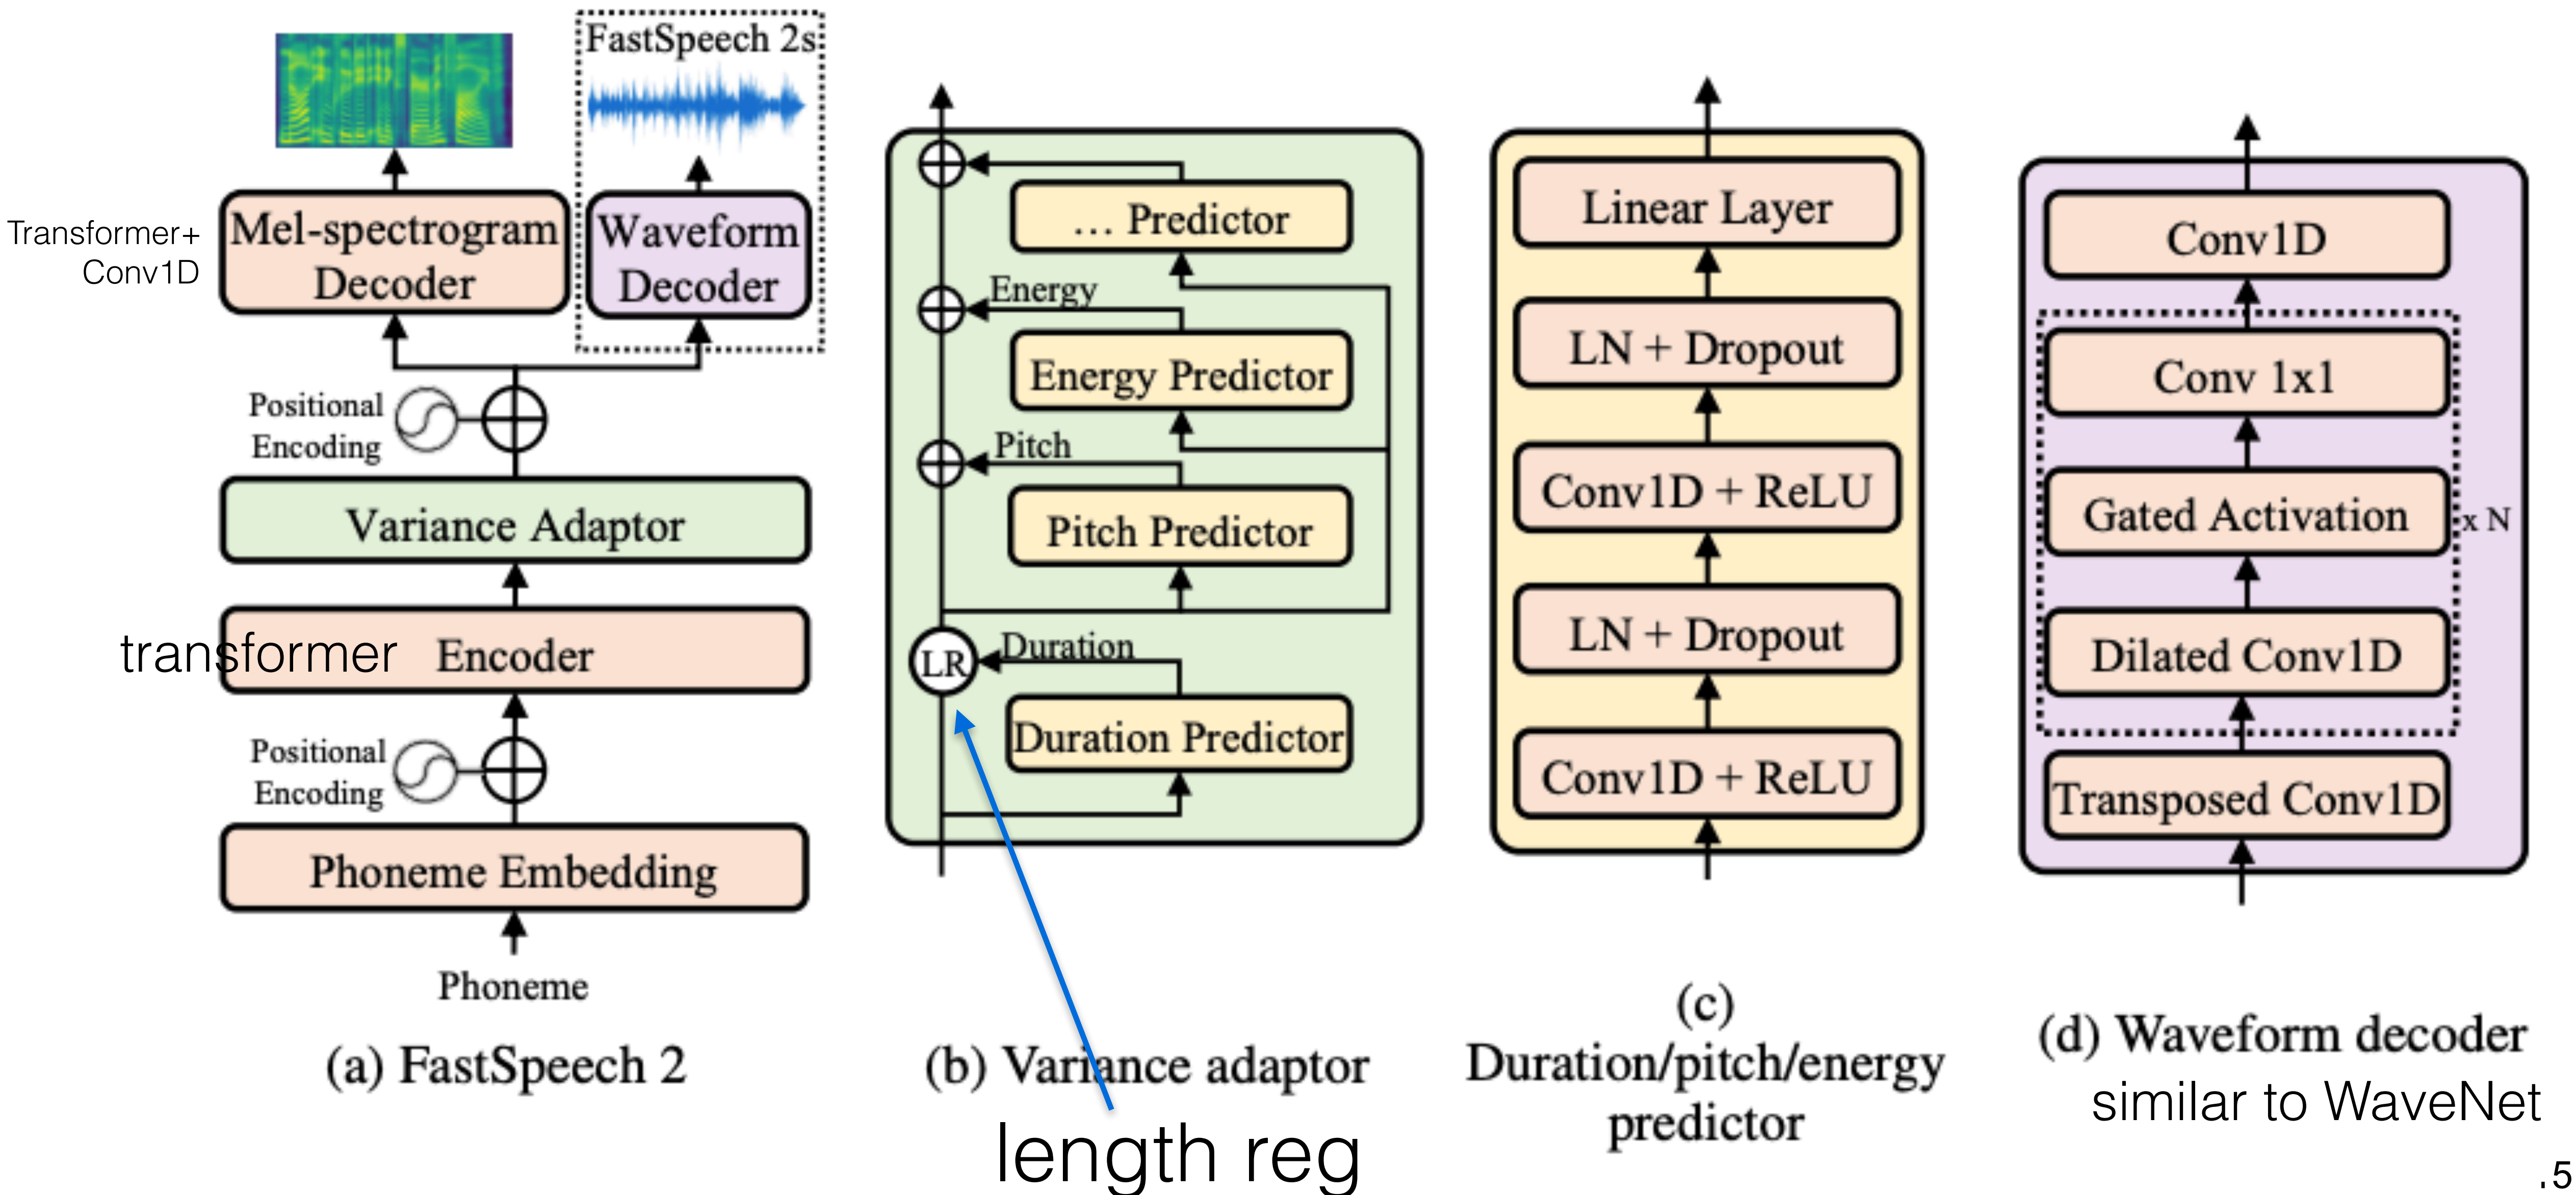 FastSpeech 2s
Transformer+
Conv1D
Mel-spectrogram
Decoder
Waveform
Decoder
Positional
Encoding
Variance Adaptor
transformer
Encoder
Positional
Encoding
Phoneme Embedding
Phoneme
(a) FastSpeech 2
... Predictor
Energy
Energy Predictor
Pitch
Pitch Predictor
LR
Duration
Duration Predictor
(b) Variance adaptor
length reg
Linear Layer
LN + Dropout
Conv1D + ReLU
LN + Dropout
Conv1D + ReLU
(c)
Duration/pitch/energy
predictor
Conv1D
Conv 1x1
Gated Activation
x N
Dilated Conv1D
Transposed Conv1D
(d) Waveform decoder
similar to WaveNet
.5